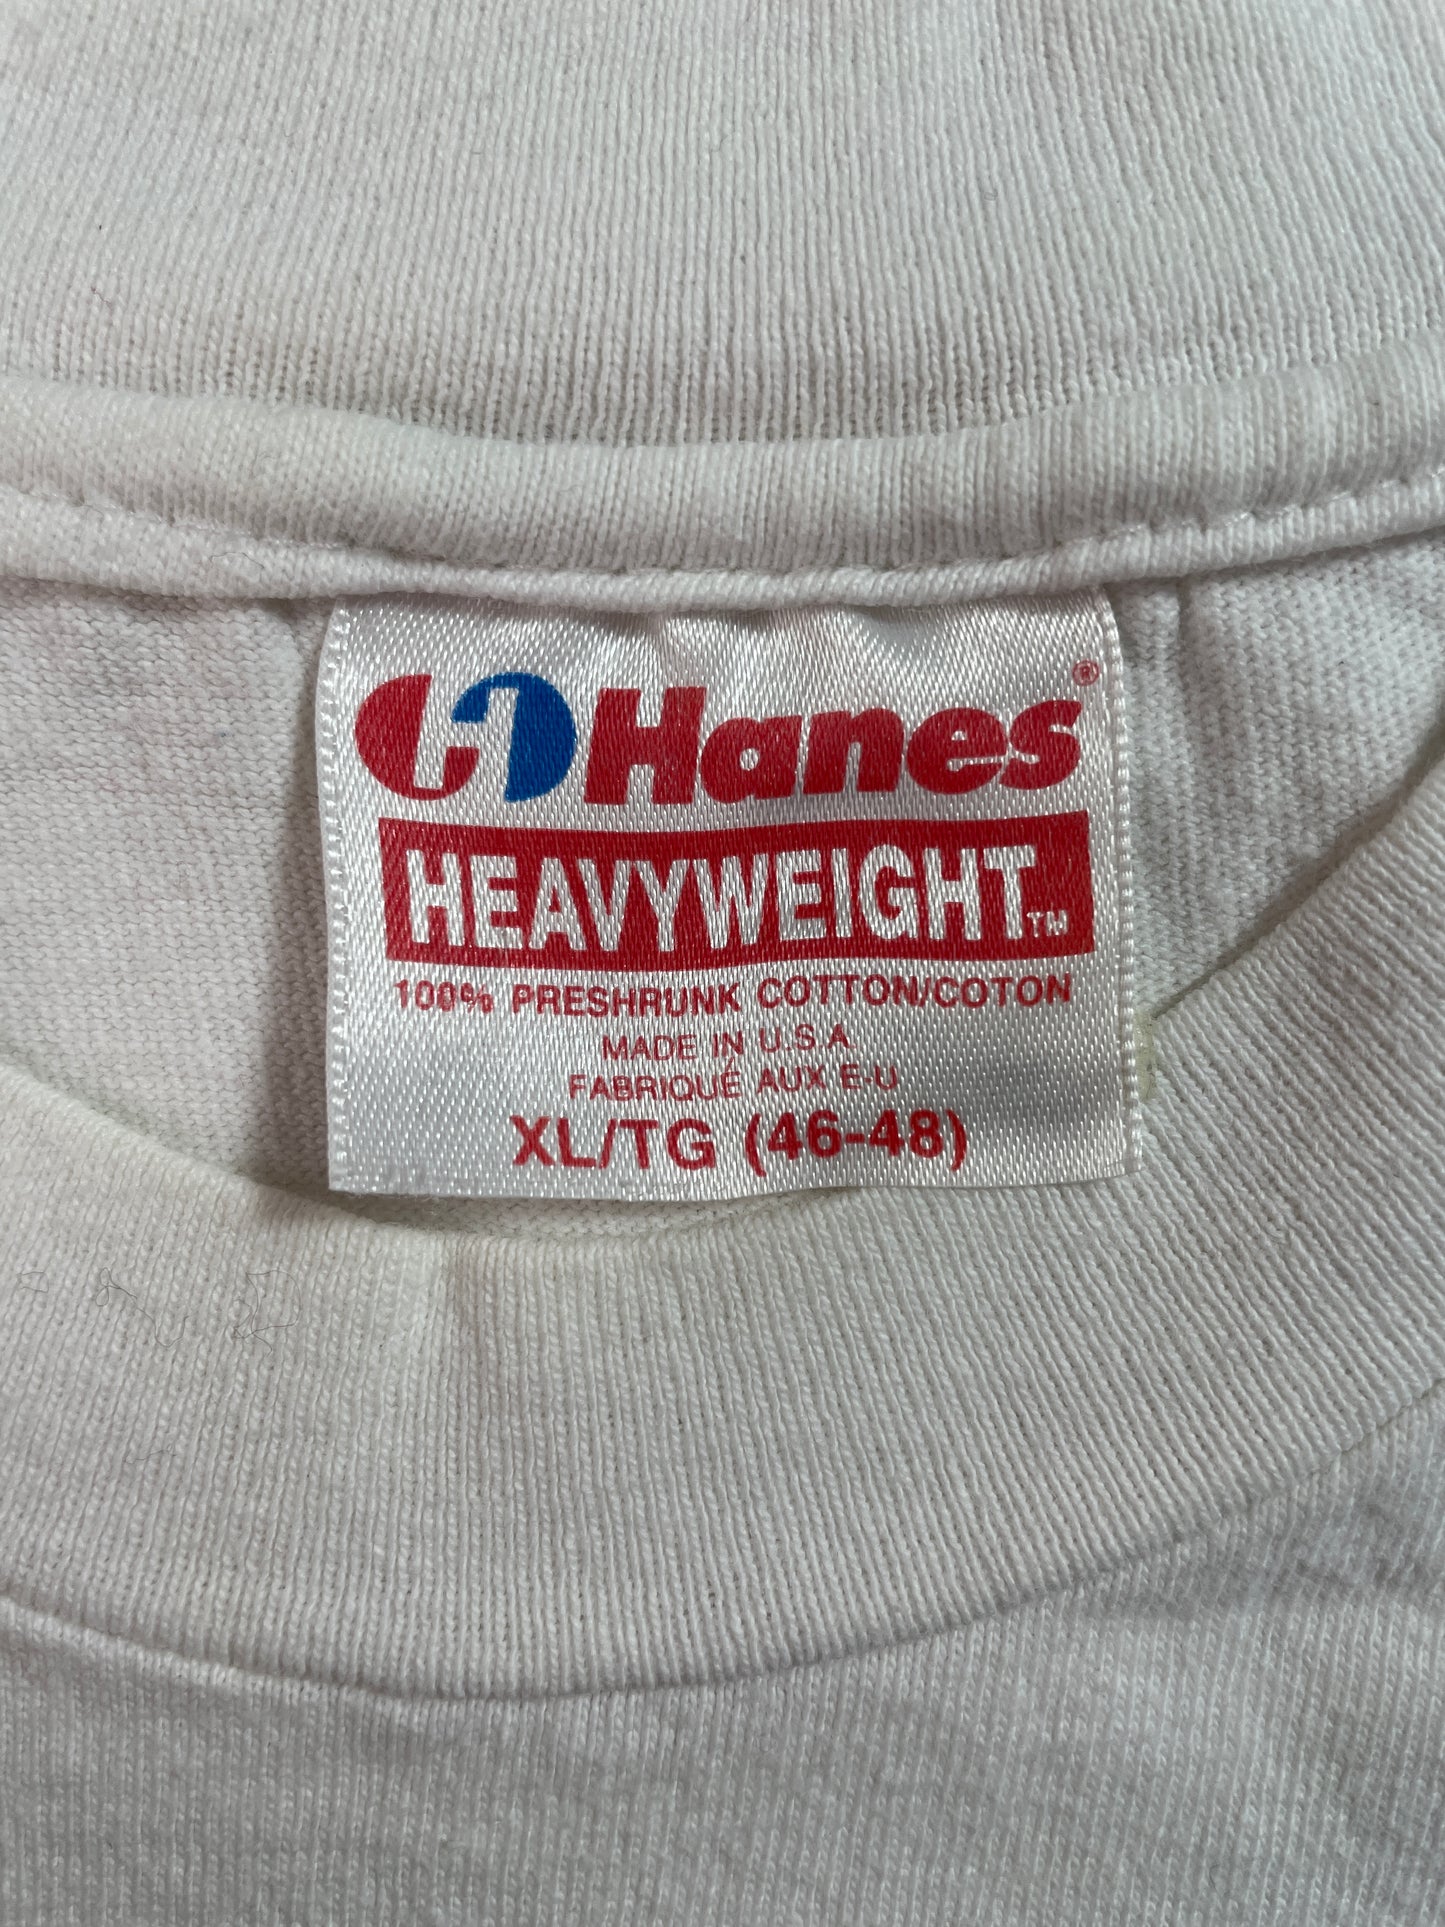 Hanes®
HEAVYWEIGHT™
100% PRESHRUNK COTTON/COTON
MADE IN U.S.A
FABRIQUÉ AUX E-U
XL/TG (46-48)